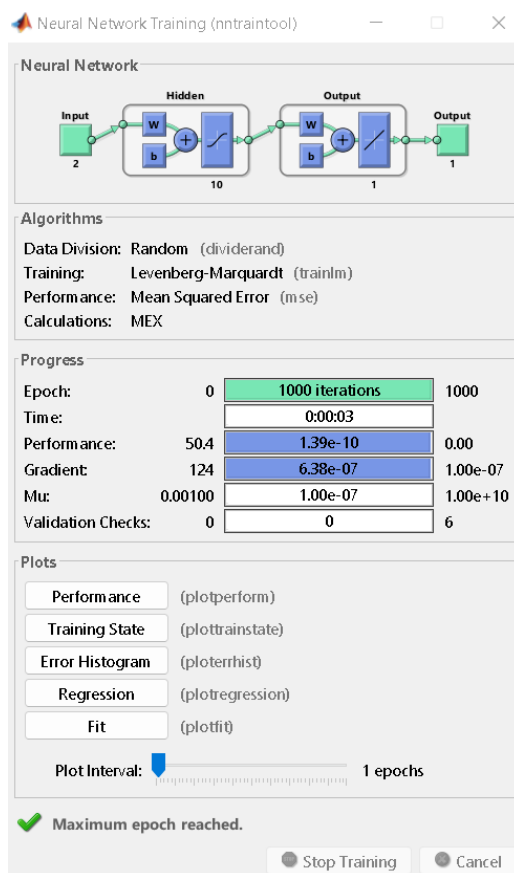 Neural Network Training (nntraintool)
Neural Network
Hidden Output
Input W b + W b + Output
2 10 1 1
Algorithms
Data Division: Random (dividerand)
Training: Levenberg-Marquardt (trainlm)
Performance: Mean Squared Error (mse)
Calculations: MEX
Progress
Epoch: 0 1000 iterations 1000
Time: 0:00:03
Performance: 50.4 1.39e-10 0.00
Gradient: 124 6.38e-07 1.00e-07
Mu: 0.00100 1.00e-07 1.00e+10
Validation Checks: 0 0 6
Plots
Performance (plotperform)
Training State (plottrainstate)
Error Histogram (ploterrhist)
Regression (plotregression)
Fit (plotfit)
Plot Interval: 1 epochs
Maximum epoch reached.
Stop Training Cancel